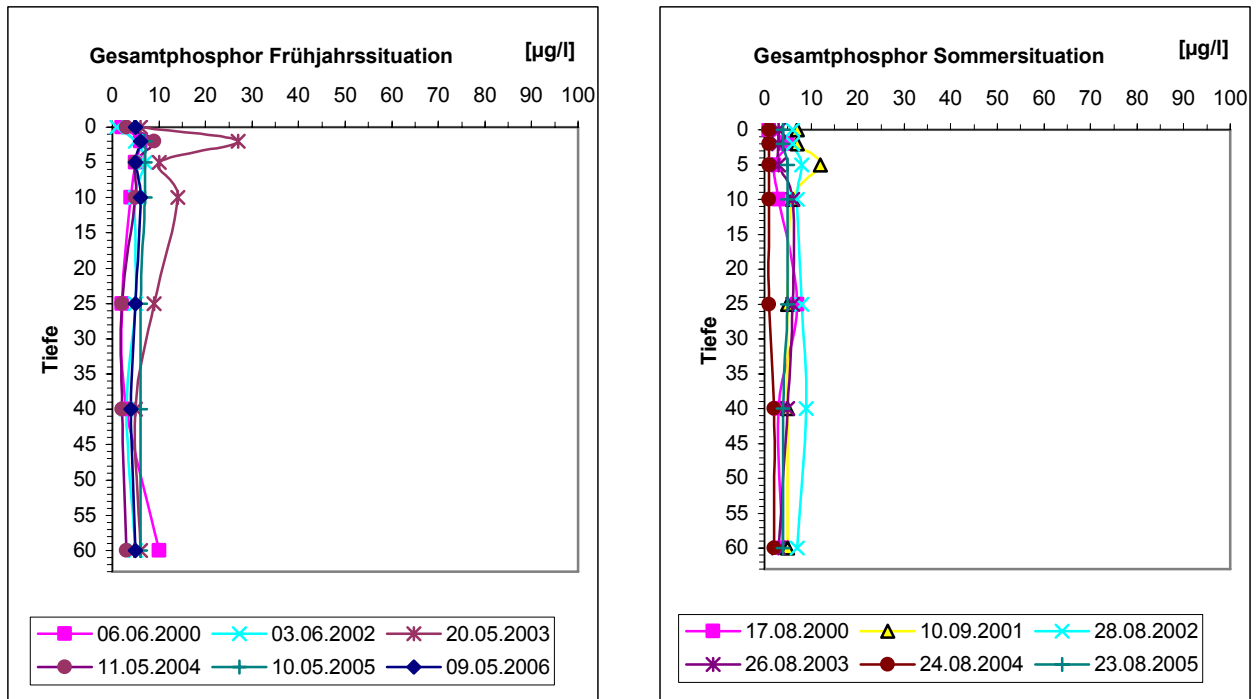 Gesamtphosphor Frühjahrssituation [µg/l]
0 10 20 30 40 50 60 70 80 90 100
0
5
10
15
20
25
30
35
40
45
50
55
60
Tiefe
06.06.2000 03.06.2002 20.05.2003
11.05.2004 10.05.2005 09.05.2006
Gesamtphosphor Sommersituation [µg/l]
0 10 20 30 40 50 60 70 80 90 100
0
5
10
15
20
25
30
35
40
45
50
55
60
Tiefe
17.08.2000 10.09.2001 28.08.2002
26.08.2003 24.08.2004 23.08.2005